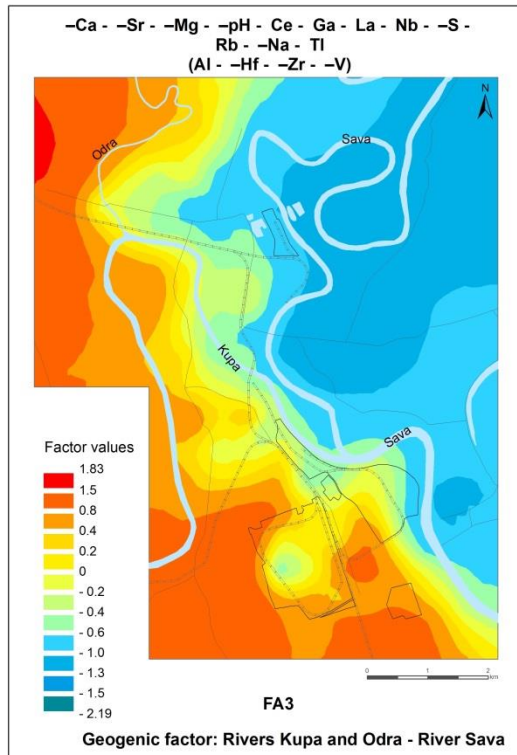 –Ca - –Sr - –Mg - –pH - Ce - Ga - La - Nb - –S -
Rb - –Na - Tl
(Al - –Hf - –Zr - –V)
N
Odra
Sava
Kupa
Sava
Factor values
1.83
1.5
0.8
0.4
0.2
0
- 0.2
- 0.4
- 0.6
- 1.0
- 1.3
- 1.5
- 2.19
0 1 2
km
FA3
Geogenic factor: Rivers Kupa and Odra - River Sava